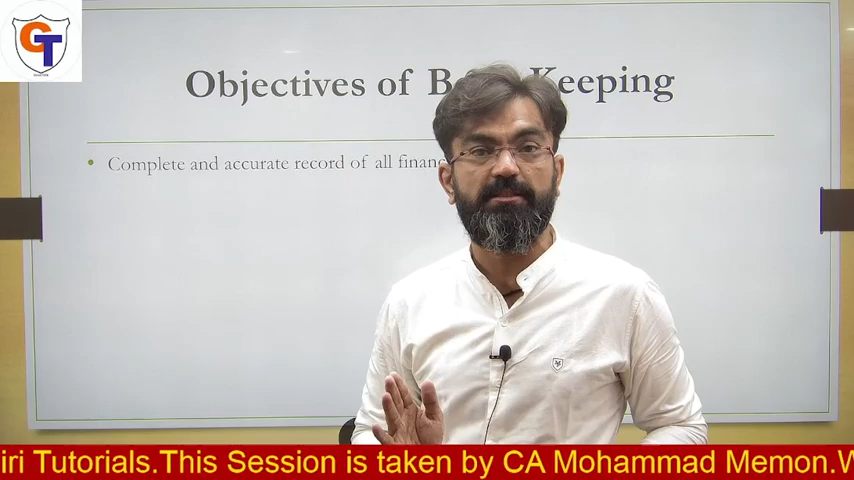 GT
Objectives of B Keeping
• Complete and accurate record of all financ
iri Tutorials.This Session is taken by CA Mohammad Memon.W